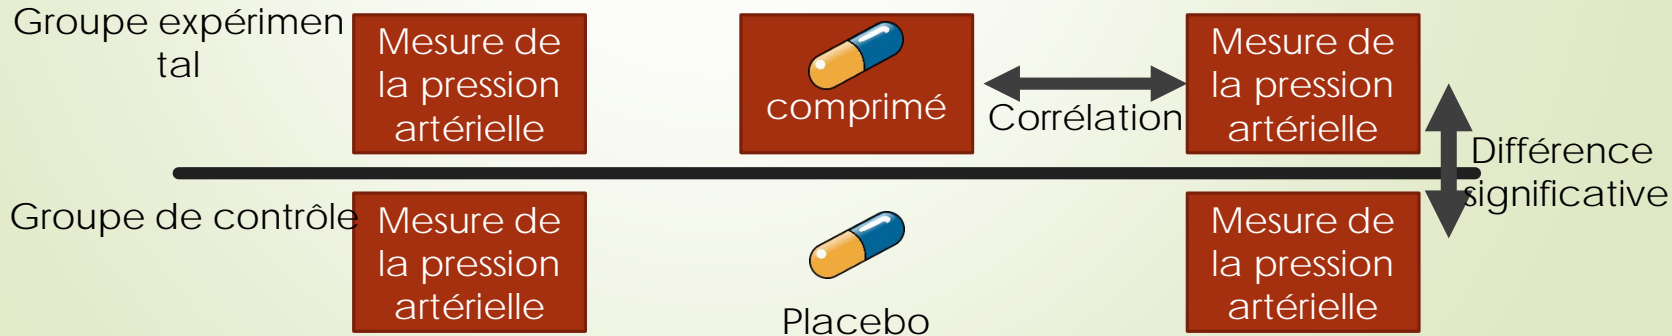 Groupe expérimen
tal
Mesure de
la pression
artérielle
comprimé
Corrélation
Mesure de
la pression
artérielle
Différence
significative
Groupe de contrôle
Mesure de
la pression
artérielle
Placebo
Mesure de
la pression
artérielle